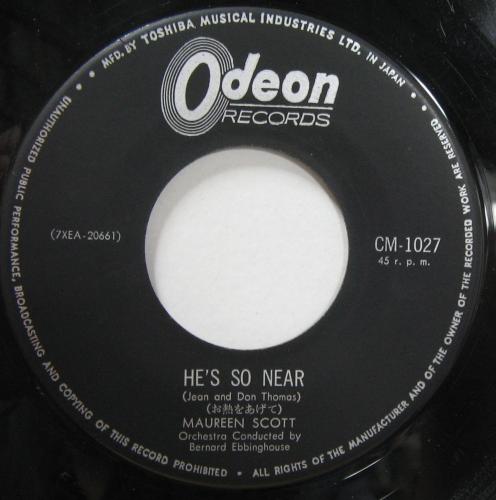 MFD. BY TOSHIBA MUSICAL INDUSTRIES LTD. IN JAPAN
Odeon
RECORDS
(7XEA-20661)
CM-1027
45 r. p. m.
HE'S SO NEAR
(Jean and Don Thomas)
(お熱をあげて)
MAUREEN SCOTT
Orchestra Conducted by
Bernard Ebbinghouse
UNAUTHORIZED PUBLIC PERFORMANCE, BROADCASTING AND COPYING OF THIS RECORD PROHIBITED • ALL RIGHTS OF THE MANUFACTURER AND OF THE OWNER OF THE RECORDED WORK ARE RESERVED